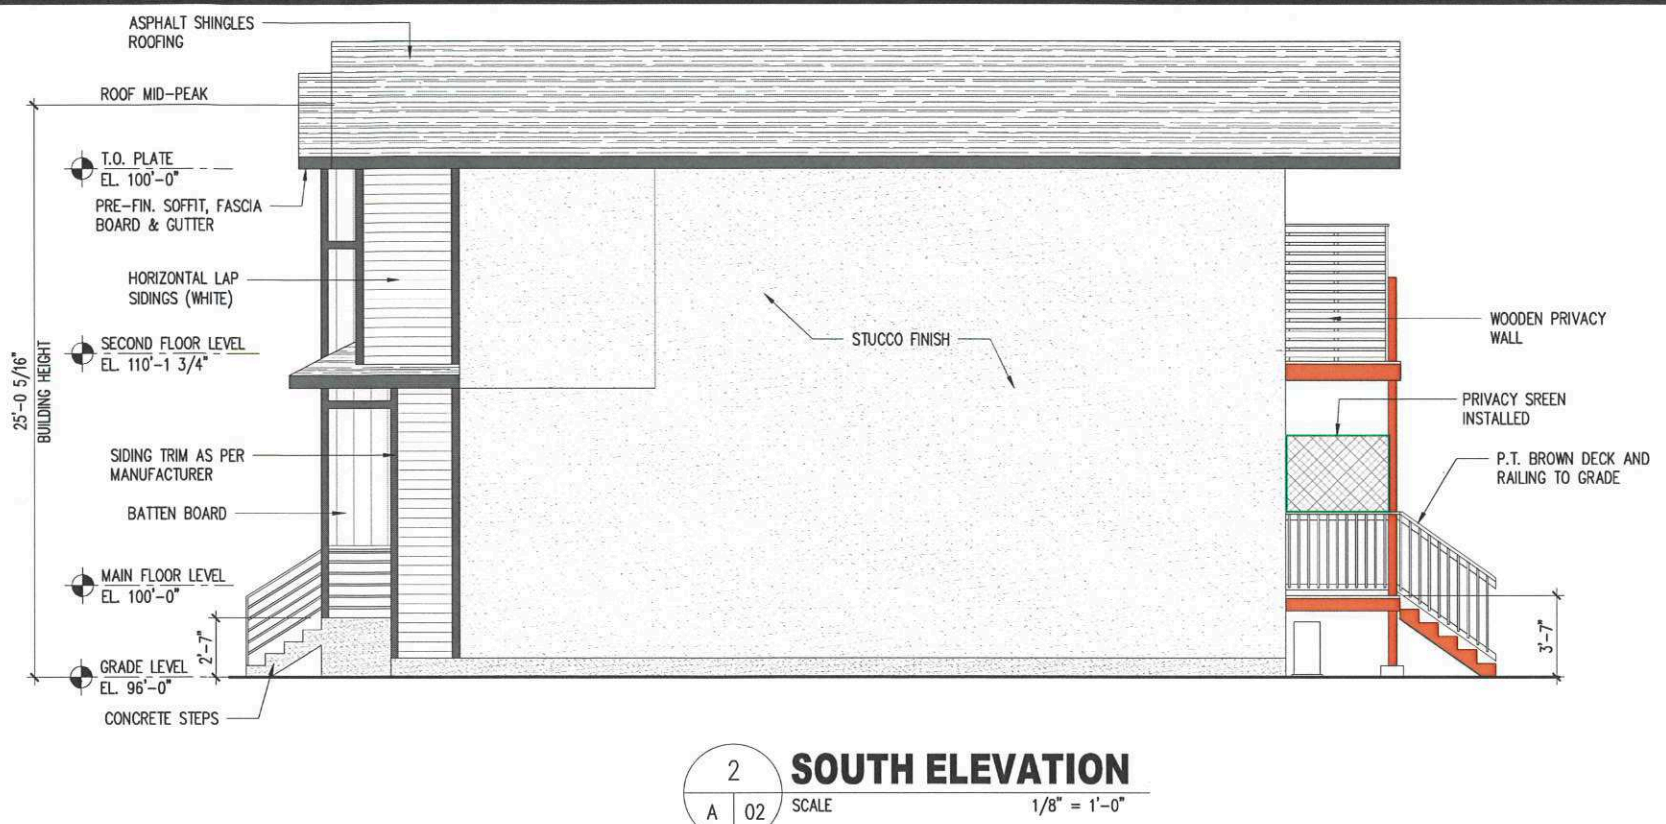 ASPHALT SHINGLES
ROOFING
ROOF MID-PEAK
T.O. PLATE
EL. 100'-0"
PRE-FIN. SOFFIT, FASCIA
BOARD & GUTTER
HORIZONTAL LAP
SIDINGS (WHITE)
SECOND FLOOR LEVEL
EL. 110'-1 3/4"
25'-0 5/16"
BUILDING HEIGHT
SIDING TRIM AS PER
MANUFACTURER
BATTEN BOARD
MAIN FLOOR LEVEL
EL. 100'-0"
2'-7"
GRADE LEVEL
EL. 96'-0"
CONCRETE STEPS
STUCCO FINISH
WOODEN PRIVACY
WALL
PRIVACY SREEN
INSTALLED
P.T. BROWN DECK AND
RAILING TO GRADE
3'-7"
2
A 02
SOUTH ELEVATION
SCALE 1/8" = 1'-0"